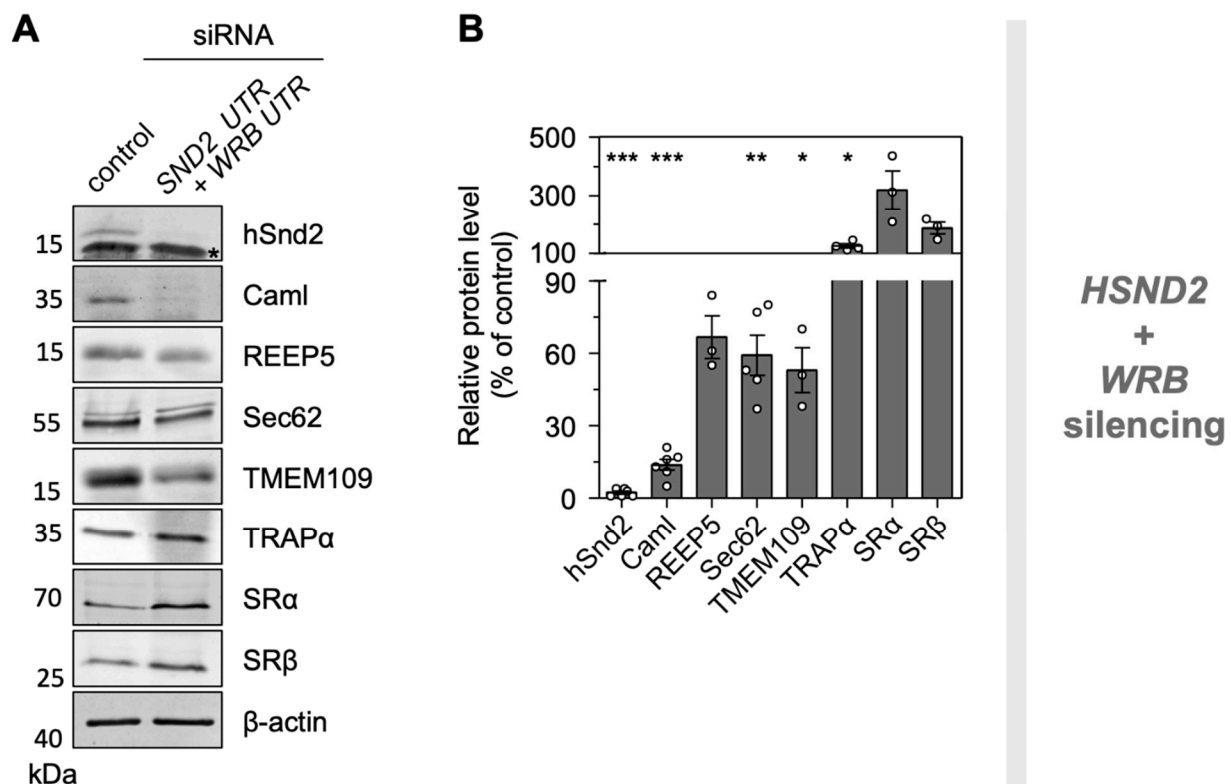 A
siRNA
control
SND2 UTR
+ WRB UTR
15
hSnd2
*
35
Caml
15
REEP5
55
Sec62
15
TMEM109
35
TRAPα
70
SRα
25
SRβ
40
β-actin
kDa
B
Relative protein level
(% of control)
500
300
100
90
60
30
0
*** *** ** * *
hSnd2
Caml
REEP5
Sec62
TMEM109
TRAPα
SRα
SRβ
HSND2
+
WRB
silencing